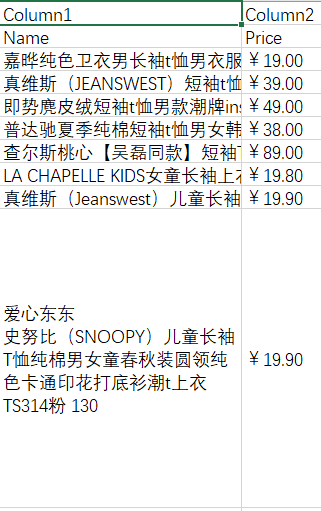 Column1 Column2
Name Price
嘉晔纯色卫衣男长袖t恤男衣服 ￥19.00
真维斯（JEANSWEST）短袖t恤 ￥39.00
即势麂皮绒短袖t恤男款潮牌in ￥49.00
普达驰夏季纯棉短袖t恤男女韩 ￥38.00
查尔斯桃心【吴磊同款】短袖 ￥89.00
LA CHAPELLE KIDS女童长袖上 ￥19.80
真维斯（Jeanswest）儿童长袖 ￥19.90
爱心东东
史努比（SNOOPY）儿童长袖
T恤纯棉男女童春秋装圆领纯 ￥19.90
色卡通印花打底衫潮t上衣
TS314粉 130